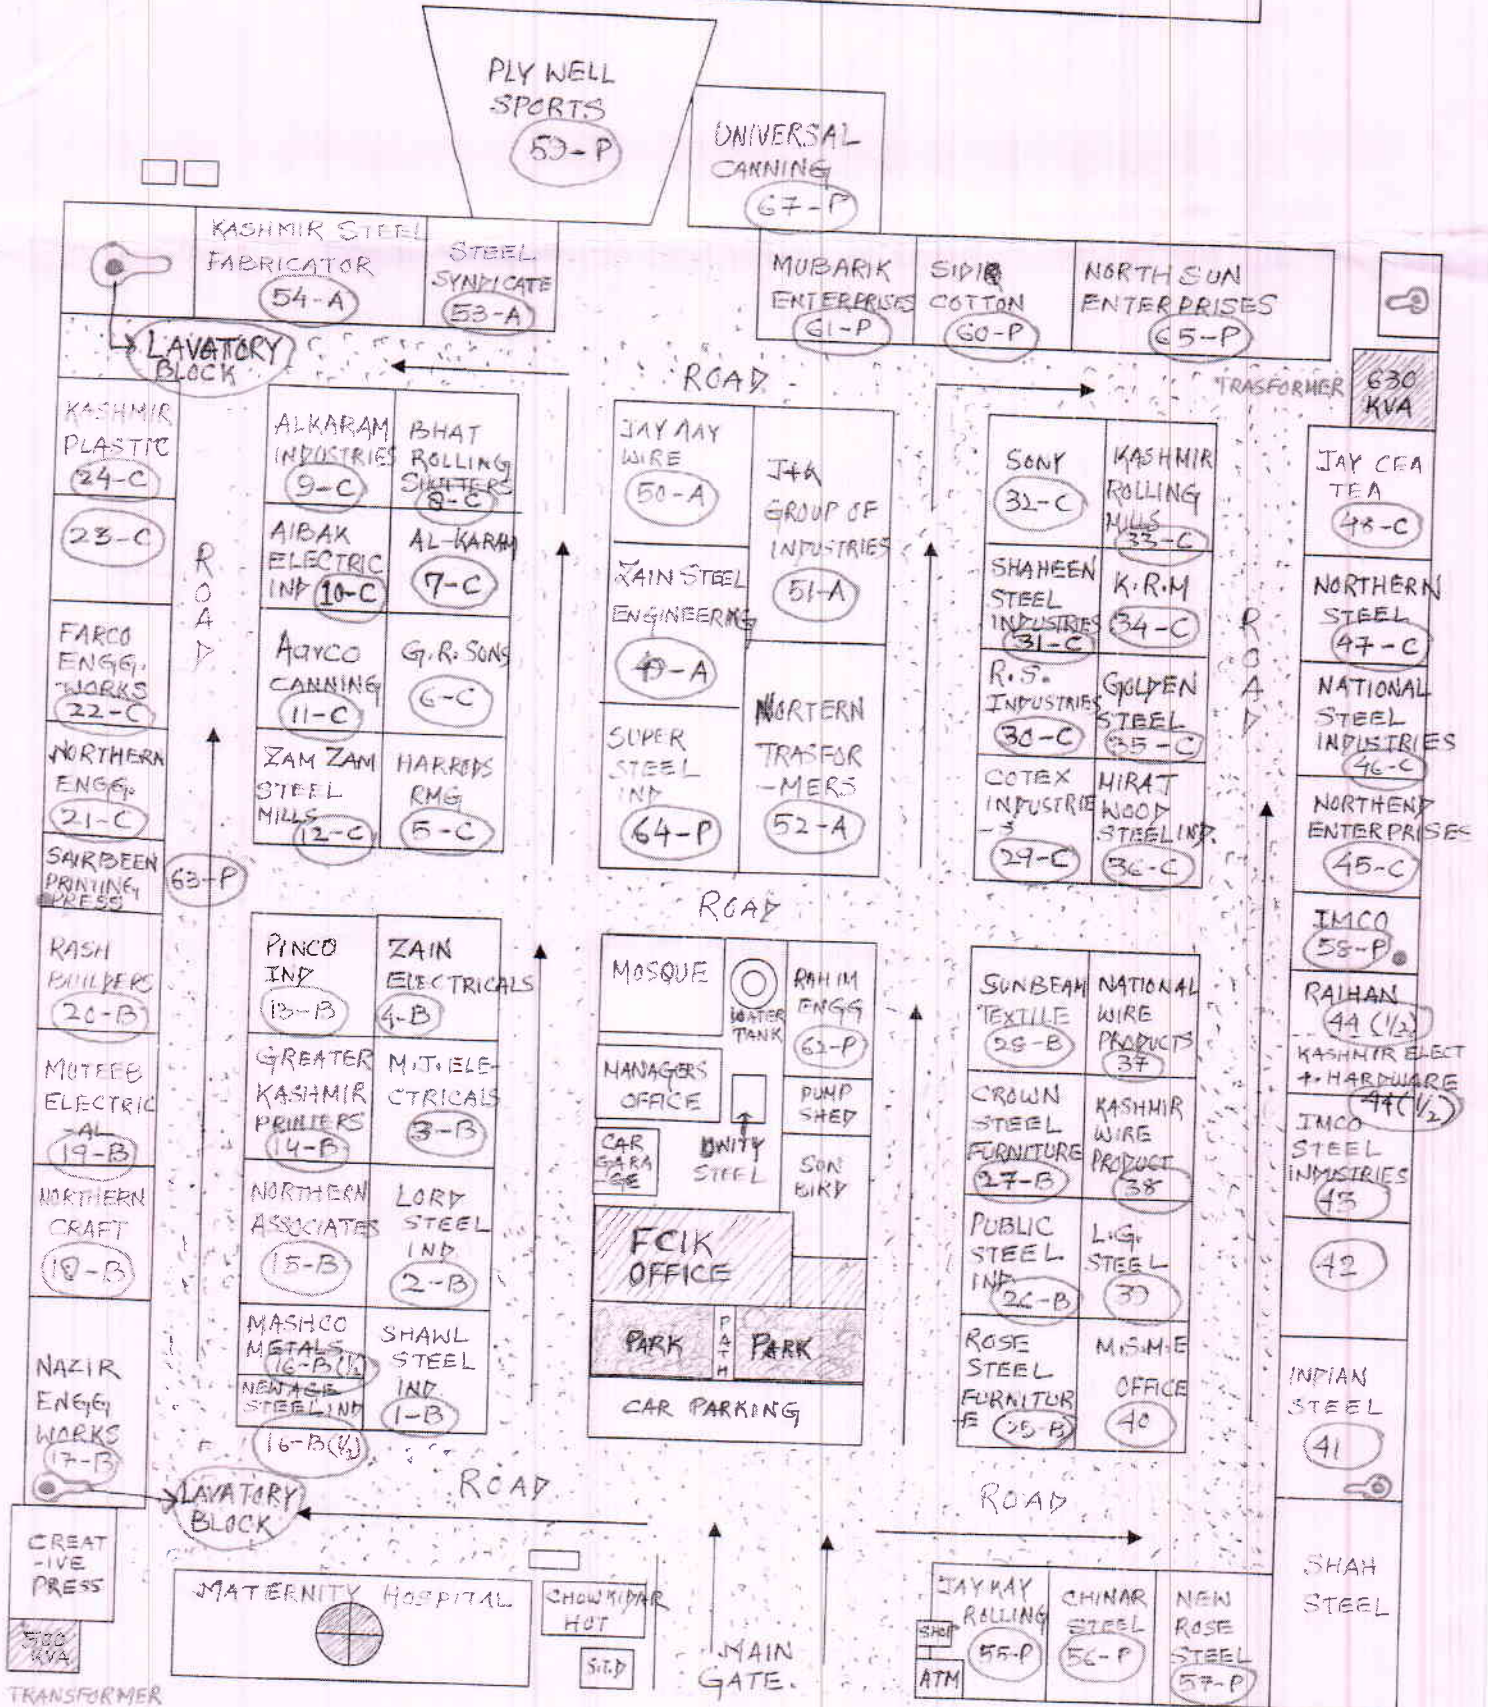 PLY WELL
SPORTS
59-P
UNIVERSAL
CANNING
67-P
KASHMIR STEEL
FABRICATOR
54-A
STEEL
SYNDICATE
53-A
MUBARIK
ENTERPRISES
61-P
SIDIQ
COTTON
60-P
NORTH SUN
ENTERPRISES
65-P
LAVATORY
BLOCK
ROAD
TRASFORMER
630
KVA
KASHMIR
PLASTIC
24-C
23-C
FARCO
ENGG.
WORKS
22-C
NORTHERN
ENGG.
21-C
SAIRBEEN
PRINTING
PRESS
63-P
ROAD
ALKARAM
INDUSTRIES
9-C
BHAT
ROLLING
SHUTTERS
8-C
AIBAK
ELECTRIC
IND 10-C
AL-KARAM
7-C
Aarco
CANNING
11-C
G.R. SONS
6-C
ZAM ZAM
STEEL
MILLS
12-C
HARRODS
RMG
5-C
JAY AAY
WIRE
50-A
J+K
GROUP OF
INDUSTRIES
51-A
ZAIN STEEL
ENGINEERING
49-A
SUPER
STEEL
IND
64-P
NORTERN
TRASFOR
-MERS
52-A
SONY
32-C
KASHMIR
ROLLING
MILLS
33-C
SHAHEEN
STEEL
INDUSTRIES
31-C
K.R.M
34-C
R.S.
INDUSTRIES
30-C
GOLDEN
STEEL
35-C
COTEX
INDUSTRIE
-S
29-C
MIRAJ
WOOD
STEEL IND.
36-C
ROAD
JAY CEA
TEA
48-C
NORTHERN
STEEL
47-C
NATIONAL
STEEL
INDUSTRIES
46-C
NORTHEND
ENTERPRISES
45-C
IMCO
58-P
ROAD
RASH
BUILDERS
20-B
MUTEEB
ELECTRIC
-AL
19-B
NORTHERN
CRAFT
18-B
NAZIR
ENGG
WORKS
17-B
PINCO
IND
13-B
ZAIN
ELECTRICALS
4-B
GREATER
KASHMIR
PRINTERS
14-B
M.T. ELE-
CTRICALS
3-B
NORTHERN
ASSOCIATES
15-B
LORD
STEEL
IND
2-B
MASHCO
METALS
16-B(½)
NEW AGE
STEEL IND
16-B(½)
SHAWL
STEEL
IND
1-B
MOSQUE
WATER
TANK
RAHIM
ENGG
62-P
MANAGERS
OFFICE
PUMP
SHED
CAR
GARA
GE
UNITY
STEEL
SUN
BIRD
FCIK
OFFICE
PARK
PATH
PARK
CAR PARKING
SUNBEAM
TEXTILE
28-B
NATIONAL
WIRE
PRODUCTS
37
CROWN
STEEL
FURNITURE
27-B
KASHMIR
WIRE
PRODUCT
38
PUBLIC
STEEL
IND
26-B
L.G.
STEEL
39
ROSE
STEEL
FURNITUR
-E
25-B
M.S.M.E
OFFICE
40
RAIHAN
44 (1/2)
KASHMIR ELECT
+ HARDWARE
44(1/2)
IMCO
STEEL
INDUSTRIES
43
42
INDIAN
STEEL
41
SHAH
STEEL
LAVATORY
BLOCK
ROAD
ROAD
CREAT
-IVE
PRESS
500
KVA
TRANSFORMER
MATERNITY HOSPITAL
CHOWKIDAR
HUT
S.T.D
MAIN
GATE.
JAY KAY
ROLLING
55-P
SHOP
ATM
CHINAR
STEEL
56-P
NEW
ROSE
STEEL
57-P